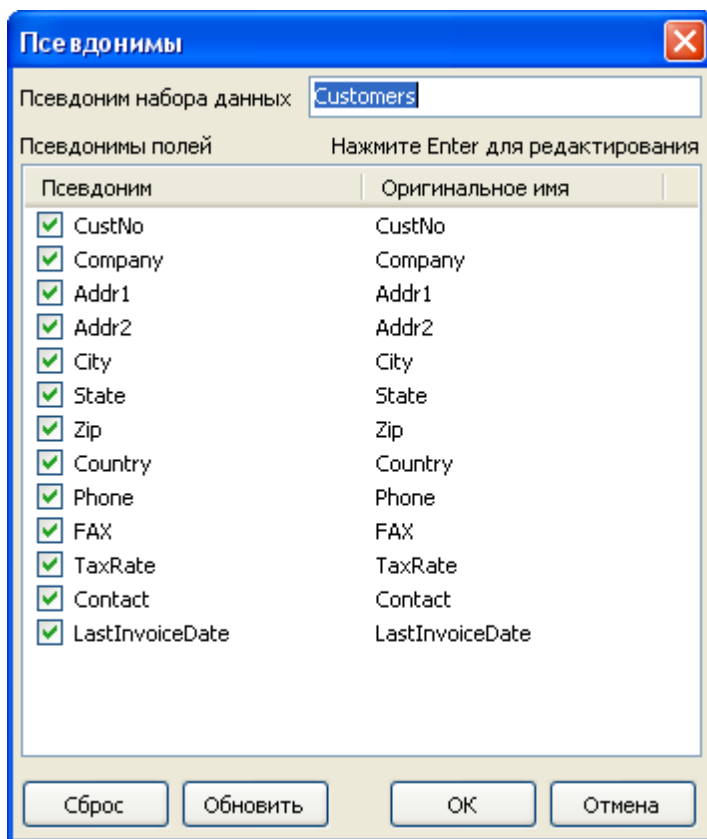 Псевдонимы
Псевдоним набора данных Customers
Псевдонимы полей Нажмите Enter для редактирования
Псевдоним Оригинальное имя
CustNo CustNo
Company Company
Addr1 Addr1
Addr2 Addr2
City City
State State
Zip Zip
Country Country
Phone Phone
FAX FAX
TaxRate TaxRate
Contact Contact
LastInvoiceDate LastInvoiceDate
Сброс Обновить ОК Отмена